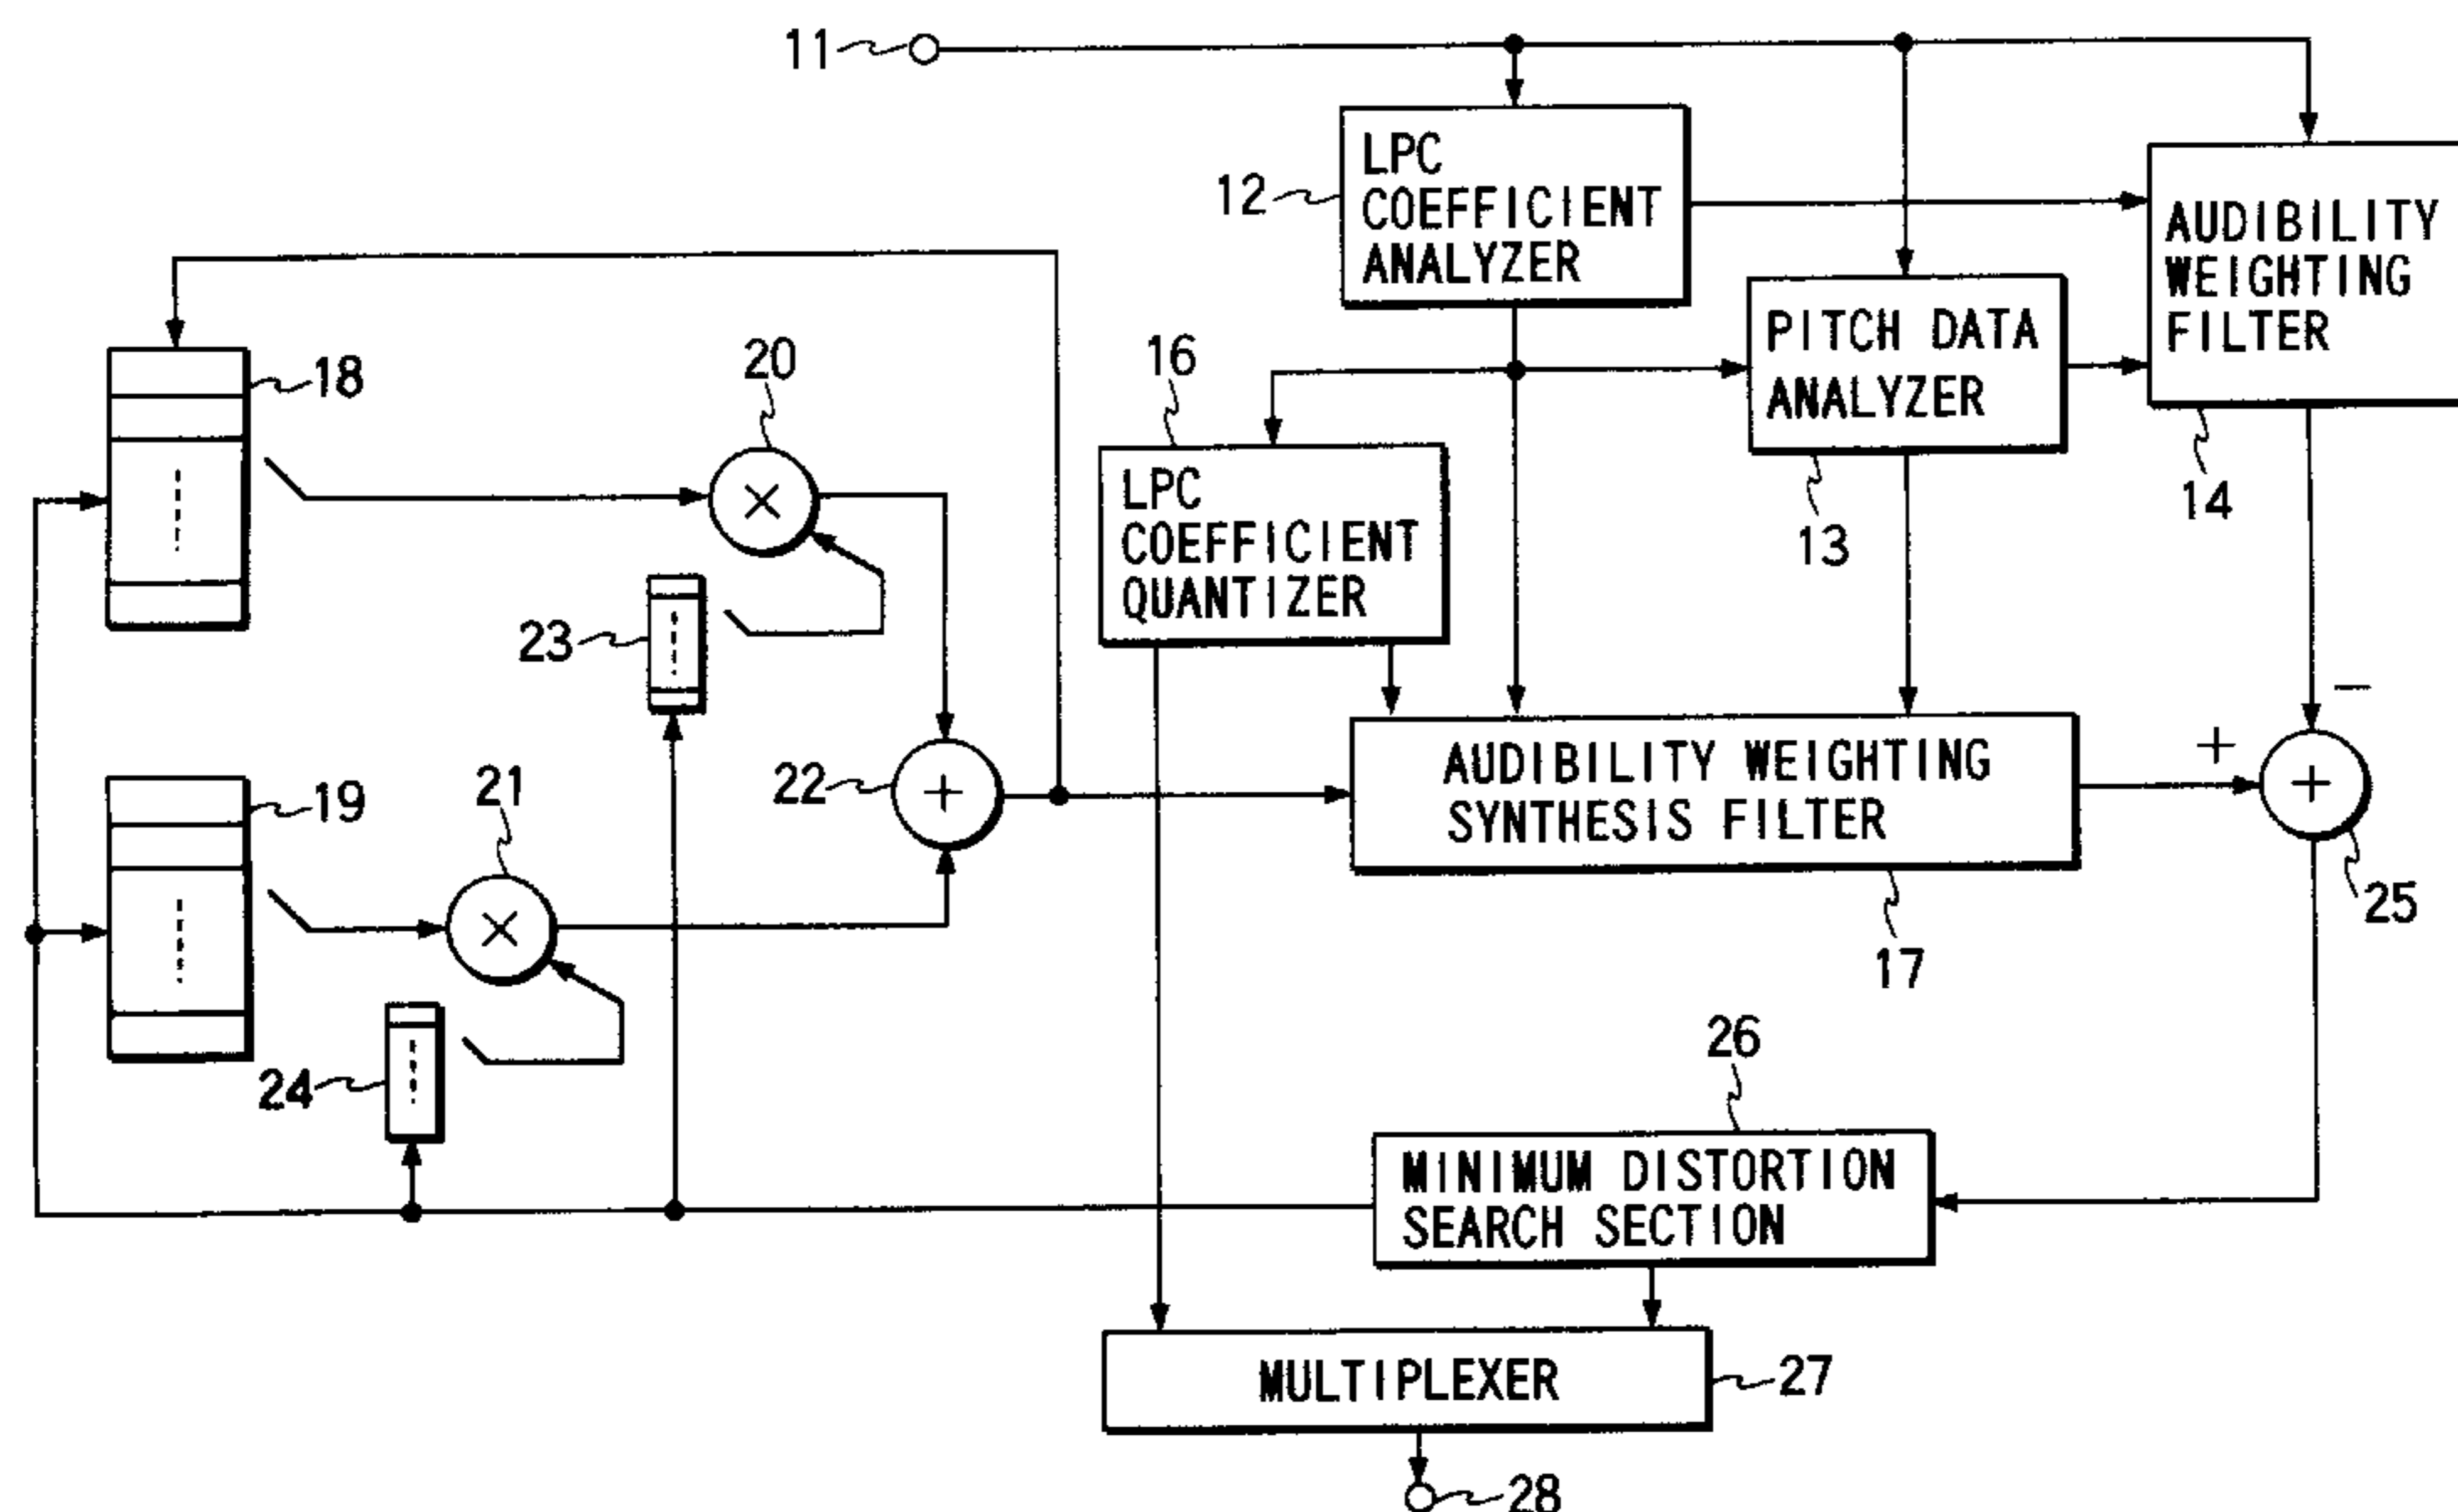 11
LPC
COEFFICIENT
ANALYZER
12
AUDIBILITY
WEIGHTING
FILTER
14
PITCH DATA
ANALYZER
13
16
LPC
COEFFICIENT
QUANTIZER
18
20
×
23
19
21
×
24
22
+
AUDIBILITY WEIGHTING
SYNTHESIS FILTER
17
−
+
+
25
26
MINIMUM DISTORTION
SEARCH SECTION
MULTIPLEXER
27
28